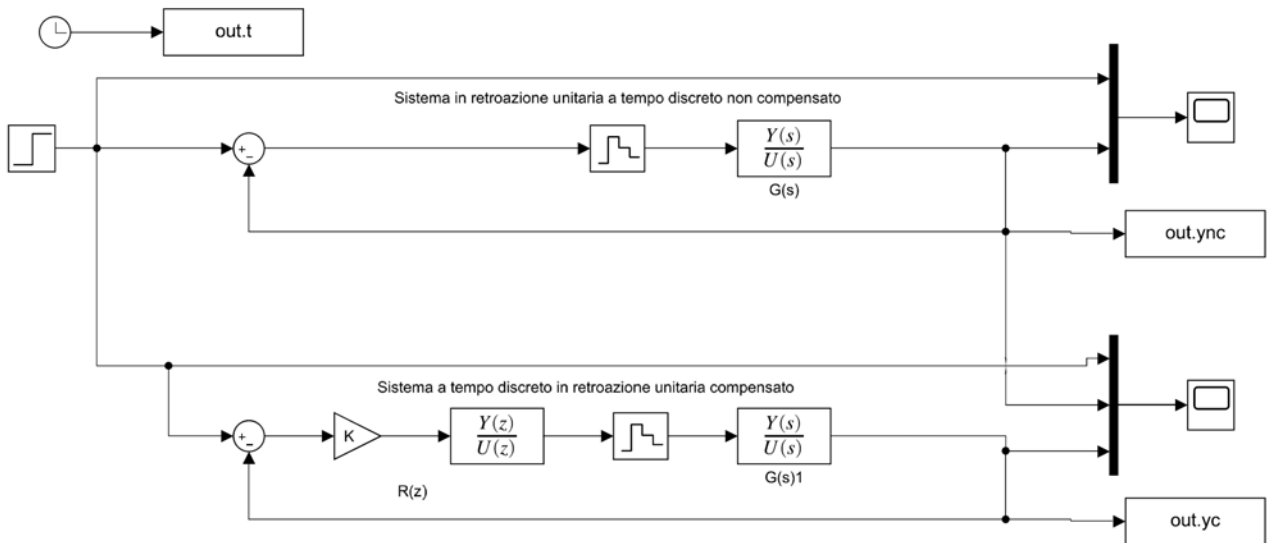 out.t
Sistema in retroazione unitaria a tempo discreto non compensato
+
−
Y(s)
U(s)
G(s)
out.ync
Sistema a tempo discreto in retroazione unitaria compensato
+
−
K
Y(z)
U(z)
Y(s)
U(s)
R(z)
G(s)1
out.yc